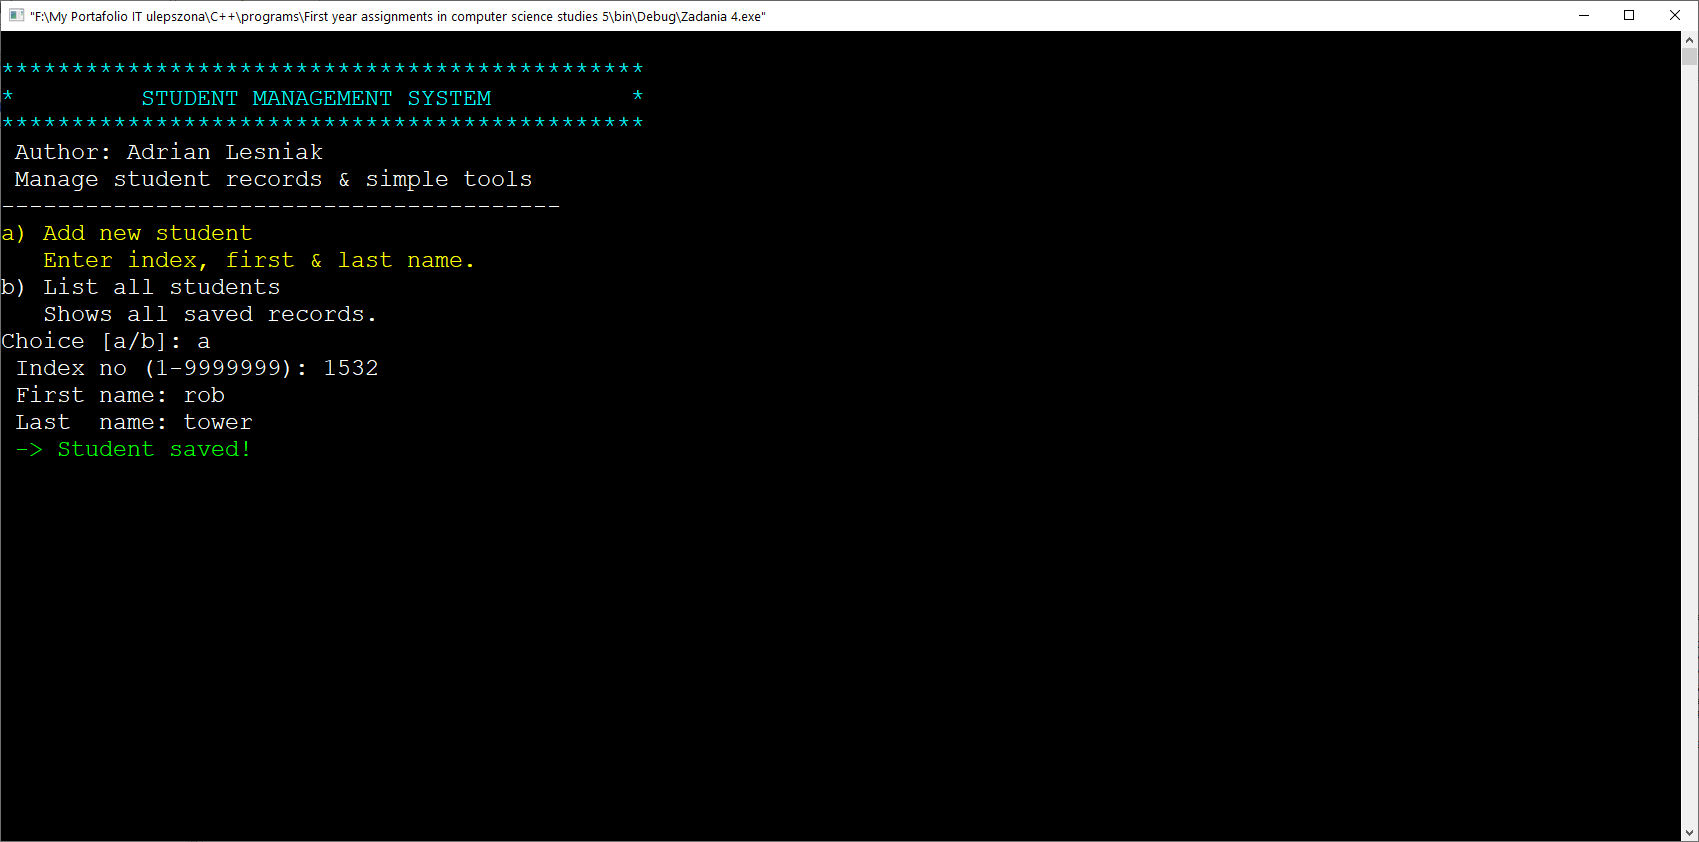 "F:\My Portafolio IT ulepszona\C++\programs\First year assignments in computer science studies 5\bin\Debug\Zadania 4.exe"
**********************************************
*         STUDENT MANAGEMENT SYSTEM          *
**********************************************
 Author: Adrian Lesniak
 Manage student records & simple tools
----------------------------------------
a) Add new student
   Enter index, first & last name.
b) List all students
   Shows all saved records.
Choice [a/b]: a
 Index no (1-9999999): 1532
 First name: rob
 Last  name: tower
 -> Student saved!